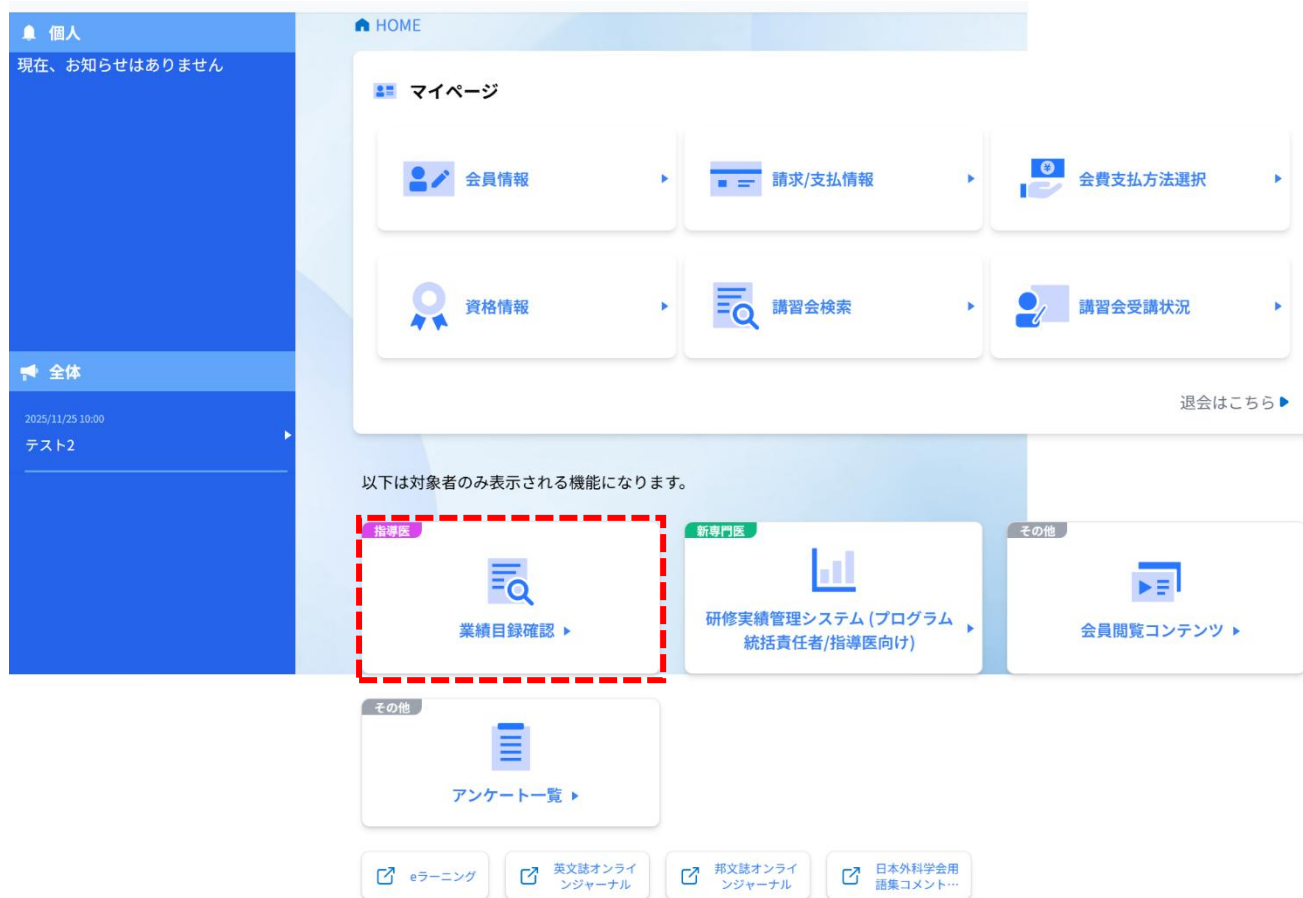 個人
現在、お知らせはありません
全体
2025/11/25 10:00
テスト2
HOME
マイページ
会員情報
請求/支払情報
会費支払方法選択
資格情報
講習会検索
講習会受講状況
退会はこちら
以下は対象者のみ表示される機能になります。
指導医
業績目録確認
新専門医
研修実績管理システム (プログラム
統括責任者/指導医向け)
その他
会員閲覧コンテンツ
その他
アンケート一覧
eラーニング
英文誌オンライ
ンジャーナル
邦文誌オンライ
ンジャーナル
日本外科学会用
語集コメント…